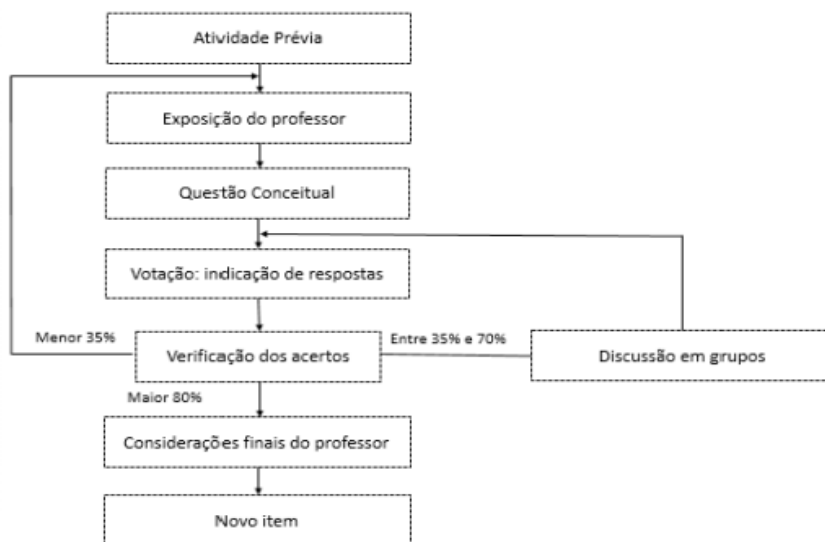 Atividade Prévia
Exposição do professor
Questão Conceitual
Votação: indicação de respostas
Menor 35%
Verificação dos acertos
Entre 35% e 70%
Discussão em grupos
Maior 80%
Considerações finais do professor
Novo item